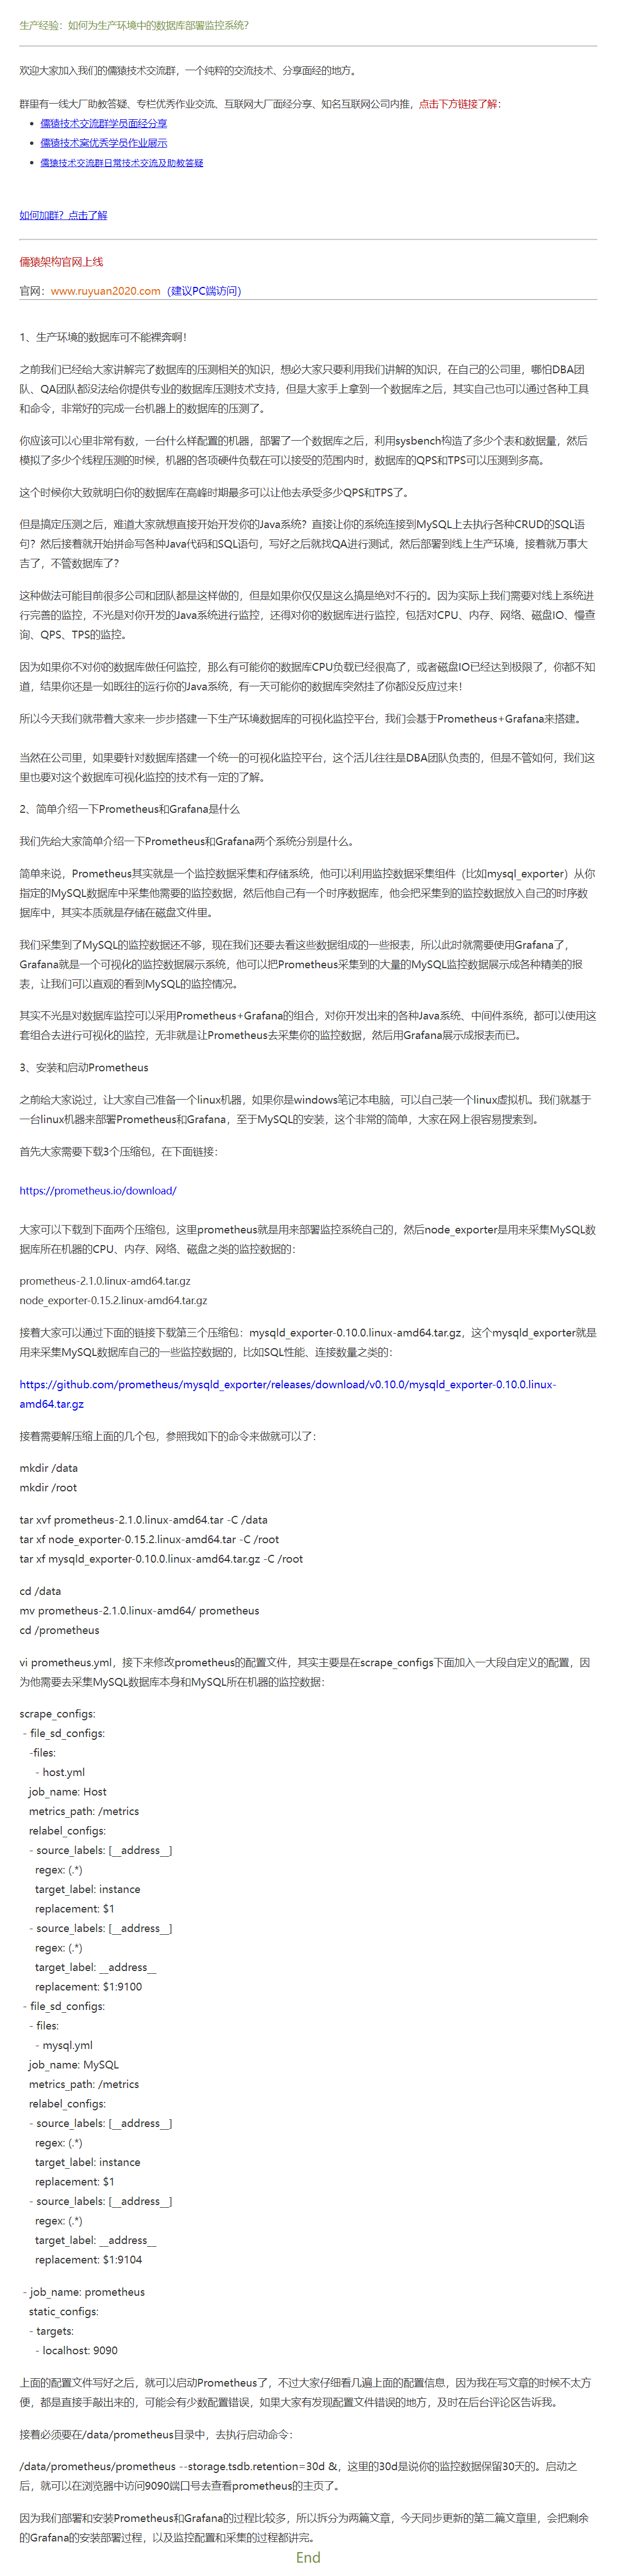 生产经验：如何为生产环境中的数据库部署监控系统？
欢迎大家加入我们的儒猿技术交流群，一个纯粹的交流技术、分享面经的地方。
群里有一线大厂助教答疑、专栏优秀作业交流、互联网大厂面经分享、知名互联网公司内推，点击下方链接了解：
• 儒猿技术交流群学员面经分享
• 儒猿技术窝优秀学员作业展示
• 儒猿技术交流群日常技术交流及助教答疑
如何加群？点击了解
儒猿架构官网上线
官网：www.ruyuan2020.com（建议PC端访问）
1、生产环境的数据库可不能裸奔啊！
之前我们已经给大家讲解完了数据库的压测相关的知识，想必大家只要利用我们讲解的知识，在自己的公司里，哪怕DBA团
队、QA团队都没法给你提供专业的数据库压测技术支持，但是大家手上拿到一个数据库之后，其实自己也可以通过各种工具
和命令，非常好的完成一台机器上的数据库的压测了。
你应该可以心里非常有数，一台什么样配置的机器，部署了一个数据库之后，利用sysbench构造了多少个表和数据量，然后
模拟了多少个线程压测的时候，机器的各项硬件负载在可以接受的范围内时，数据库的QPS和TPS可以压测到多高。
这个时候你大致就明白你的数据库在高峰时期最多可以让他去承受多少QPS和TPS了。
但是搞定压测之后，难道大家就想直接开始开发你的Java系统？直接让你的系统连接到MySQL上去执行各种CRUD的SQL语
句？然后接着就开始拼命写各种Java代码和SQL语句，写好之后就找QA进行测试，然后部署到线上生产环境，接着就万事大
吉了，不管数据库了？
这种做法可能目前很多公司和团队都是这样做的，但是如果你仅仅是这么搞是绝对不行的。因为实际上我们需要对线上系统进
行完善的监控，不光是对你开发的Java系统进行监控，还得对你的数据库进行监控，包括对CPU、内存、网络、磁盘IO、慢查
询、QPS、TPS的监控。
因为如果你不对你的数据库做任何监控，那么有可能你的数据库CPU负载已经很高了，或者磁盘IO已经达到极限了，你都不知
道，结果你还是一如既往的运行你的Java系统，有一天可能你的数据库突然挂了你都没反应过来！
所以今天我们就带着大家来一步步搭建一下生产环境数据库的可视化监控平台，我们会基于Prometheus+Grafana来搭建。
当然在公司里，如果要针对数据库搭建一个统一的可视化监控平台，这个活儿往往是DBA团队负责的，但是不管如何，我们这
里也要对这个数据库可视化监控的技术有一定的了解。
2、简单介绍一下Prometheus和Grafana是什么
我们先给大家简单介绍一下Prometheus和Grafana两个系统分别是什么。
简单来说，Prometheus其实就是一个监控数据采集和存储系统，他可以利用监控数据采集组件（比如mysql_exporter）从你
指定的MySQL数据库中采集他需要的监控数据，然后他自己有一个时序数据库，他会把采集到的监控数据放入自己的时序数
据库中，其实本质就是存储在磁盘文件里。
我们采集到了MySQL的监控数据还不够，现在我们还要去看这些数据组成的一些报表，所以此时就需要使用Grafana了，
Grafana就是一个可视化的监控数据展示系统，他可以把Prometheus采集到的大量的MySQL监控数据展示成各种精美的报
表，让我们可以直观的看到MySQL的监控情况。
其实不光是对数据库监控可以采用Prometheus+Grafana的组合，对你开发出来的各种Java系统、中间件系统，都可以使用这
套组合去进行可视化的监控，无非就是让Prometheus去采集你的监控数据，然后用Grafana展示成报表而已。
3、安装和启动Prometheus
之前给大家说过，让大家自己准备一个linux机器，如果你是windows笔记本电脑，可以自己装一个linux虚拟机。我们就基于
一台linux机器来部署Prometheus和Grafana，至于MySQL的安装，这个非常的简单，大家在网上很容易搜索到。
首先大家需要下载3个压缩包，在下面链接：
https://prometheus.io/download/
大家可以下载到下面两个压缩包，这里prometheus就是用来部署监控系统自己的，然后node_exporter是用来采集MySQL数
据库所在机器的CPU、内存、网络、磁盘之类的监控数据的：
prometheus-2.1.0.linux-amd64.tar.gz
node_exporter-0.15.2.linux-amd64.tar.gz
接着大家可以通过下面的链接下载第三个压缩包：mysqld_exporter-0.10.0.linux-amd64.tar.gz，这个mysqld_exporter就是
用来采集MySQL数据库自己的一些监控数据的，比如SQL性能、连接数量之类的：
https://github.com/prometheus/mysqld_exporter/releases/download/v0.10.0/mysqld_exporter-0.10.0.linux-
amd64.tar.gz
接着需要解压缩上面的几个包，参照我如下的命令来做就可以了：
mkdir /data
mkdir /root
tar xvf prometheus-2.1.0.linux-amd64.tar -C /data
tar xf node_exporter-0.15.2.linux-amd64.tar -C /root
tar xf mysqld_exporter-0.10.0.linux-amd64.tar.gz -C /root
cd /data
mv prometheus-2.1.0.linux-amd64/ prometheus
cd /prometheus
vi prometheus.yml，接下来修改prometheus的配置文件，其实主要是在scrape_configs下面加入一大段自定义的配置，因
为他需要去采集MySQL数据库本身和MySQL所在机器的监控数据：
scrape_configs:
- file_sd_configs:
-files:
- host.yml
job_name: Host
metrics_path: /metrics
relabel_configs:
- source_labels: [__address__]
regex: (.*)
target_label: instance
replacement: $1
- source_labels: [__address__]
regex: (.*)
target_label: __address__
replacement: $1:9100
- file_sd_configs:
- files:
- mysql.yml
job_name: MySQL
metrics_path: /metrics
relabel_configs:
- source_labels: [__address__]
regex: (.*)
target_label: instance
replacement: $1
- source_labels: [__address__]
regex: (.*)
target_label: __address__
replacement: $1:9104
- job_name: prometheus
static_configs:
- targets:
- localhost: 9090
上面的配置文件写好之后，就可以启动Prometheus了，不过大家仔细看几遍上面的配置信息，因为我在写文章的时候不太方
便，都是直接手敲出来的，可能会有少数配置错误，如果大家有发现配置文件错误的地方，及时在后台评论区告诉我。
接着必须要在/data/prometheus目录中，去执行启动命令：
/data/prometheus/prometheus --storage.tsdb.retention=30d &，这里的30d是说你的监控数据保留30天的。启动之
后，就可以在浏览器中访问9090端口号去查看prometheus的主页了。
因为我们部署和安装Prometheus和Grafana的过程比较多，所以拆分为两篇文章，今天同步更新的第二篇文章里，会把剩余
的Grafana的安装部署过程，以及监控配置和采集的过程都讲完。
End